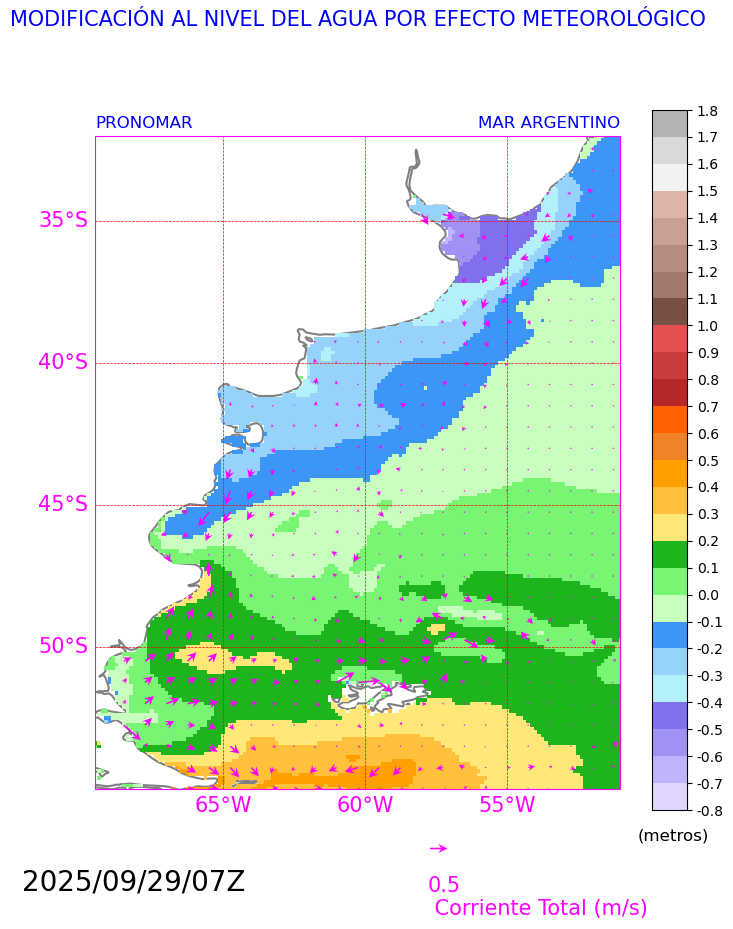 MODIFICACIÓN AL NIVEL DEL AGUA POR EFECTO METEOROLÓGICO
PRONOMAR
MAR ARGENTINO
35°S
40°S
45°S
50°S
65°W
60°W
55°W
1.8
1.7
1.6
1.5
1.4
1.3
1.2
1.1
1.0
0.9
0.8
0.7
0.6
0.5
0.4
0.3
0.2
0.1
0.0
-0.1
-0.2
-0.3
-0.4
-0.5
-0.6
-0.7
-0.8
(metros)
2025/09/29/07Z
0.5
Corriente Total (m/s)